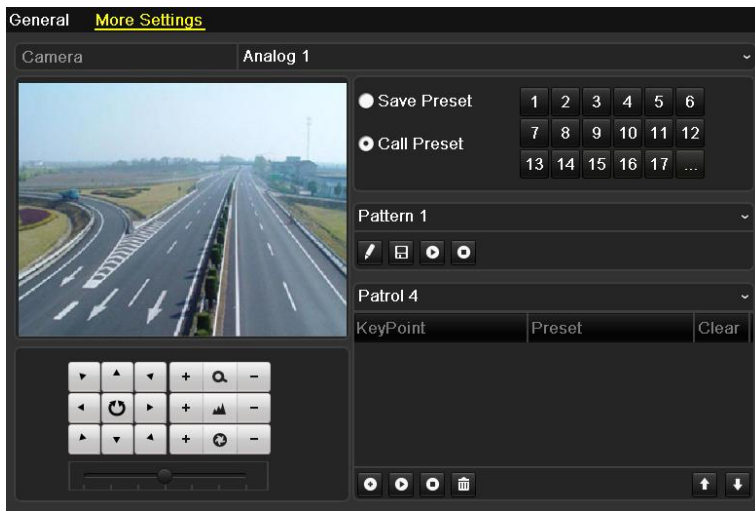 General More Settings
Camera Analog 1
Save Preset
Call Preset
1 2 3 4 5 6
7 8 9 10 11 12
13 14 15 16 17 ...
Pattern 1
Patrol 4
KeyPoint Preset Clear